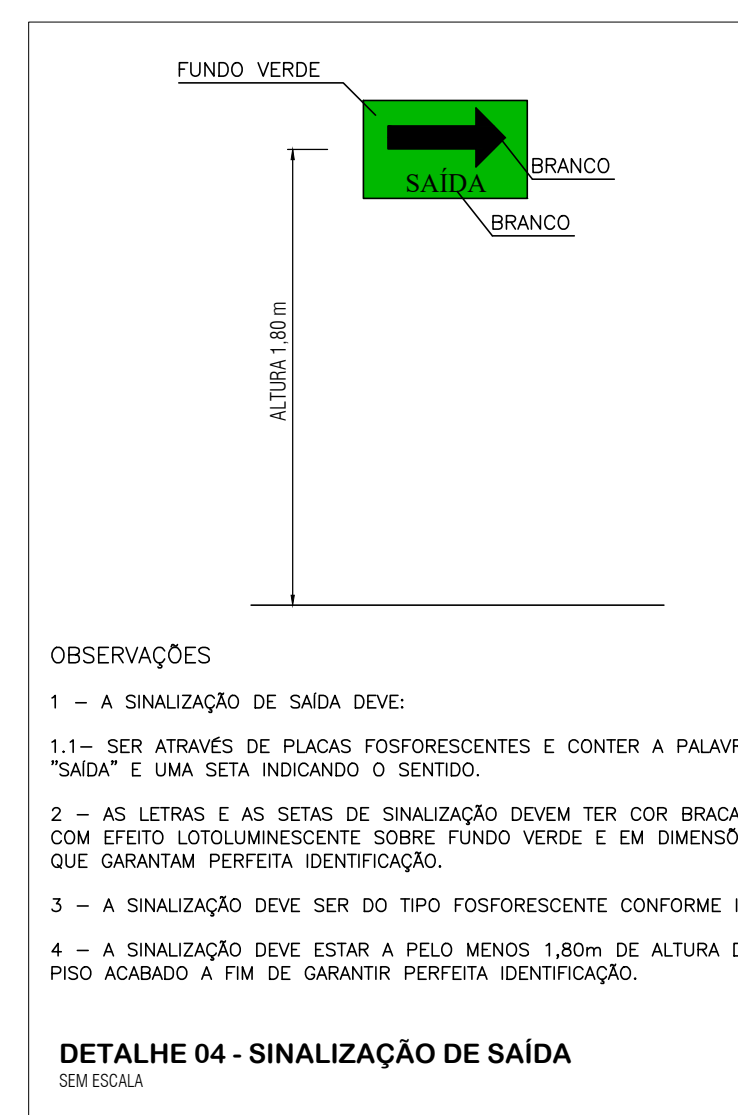 FUNDO VERDE
BRANCO
SAÍDA
BRANCO
ALTURA 1,80 m
OBSERVAÇÕES
1 – A SINALIZAÇÃO DE SAÍDA DEVE:
1.1– SER ATRAVÉS DE PLACAS FOSFORESCENTES E CONTER A PALAVR
"SAÍDA" E UMA SETA INDICANDO O SENTIDO.
2 – AS LETRAS E AS SETAS DE SINALIZAÇÃO DEVEM TER COR BRACA
COM EFEITO LOTOLUMINESCENTE SOBRE FUNDO VERDE E EM DIMENSÕ
QUE GARANTAM PERFEITA IDENTIFICAÇÃO.
3 – A SINALIZAÇÃO DEVE SER DO TIPO FOSFORESCENTE CONFORME
4 – A SINALIZAÇÃO DEVE ESTAR A PELO MENOS 1,80m DE ALTURA
PISO ACABADO A FIM DE GARANTIR PERFEITA IDENTIFICAÇÃO.
DETALHE 04 - SINALIZAÇÃO DE SAÍDA
SEM ESCALA